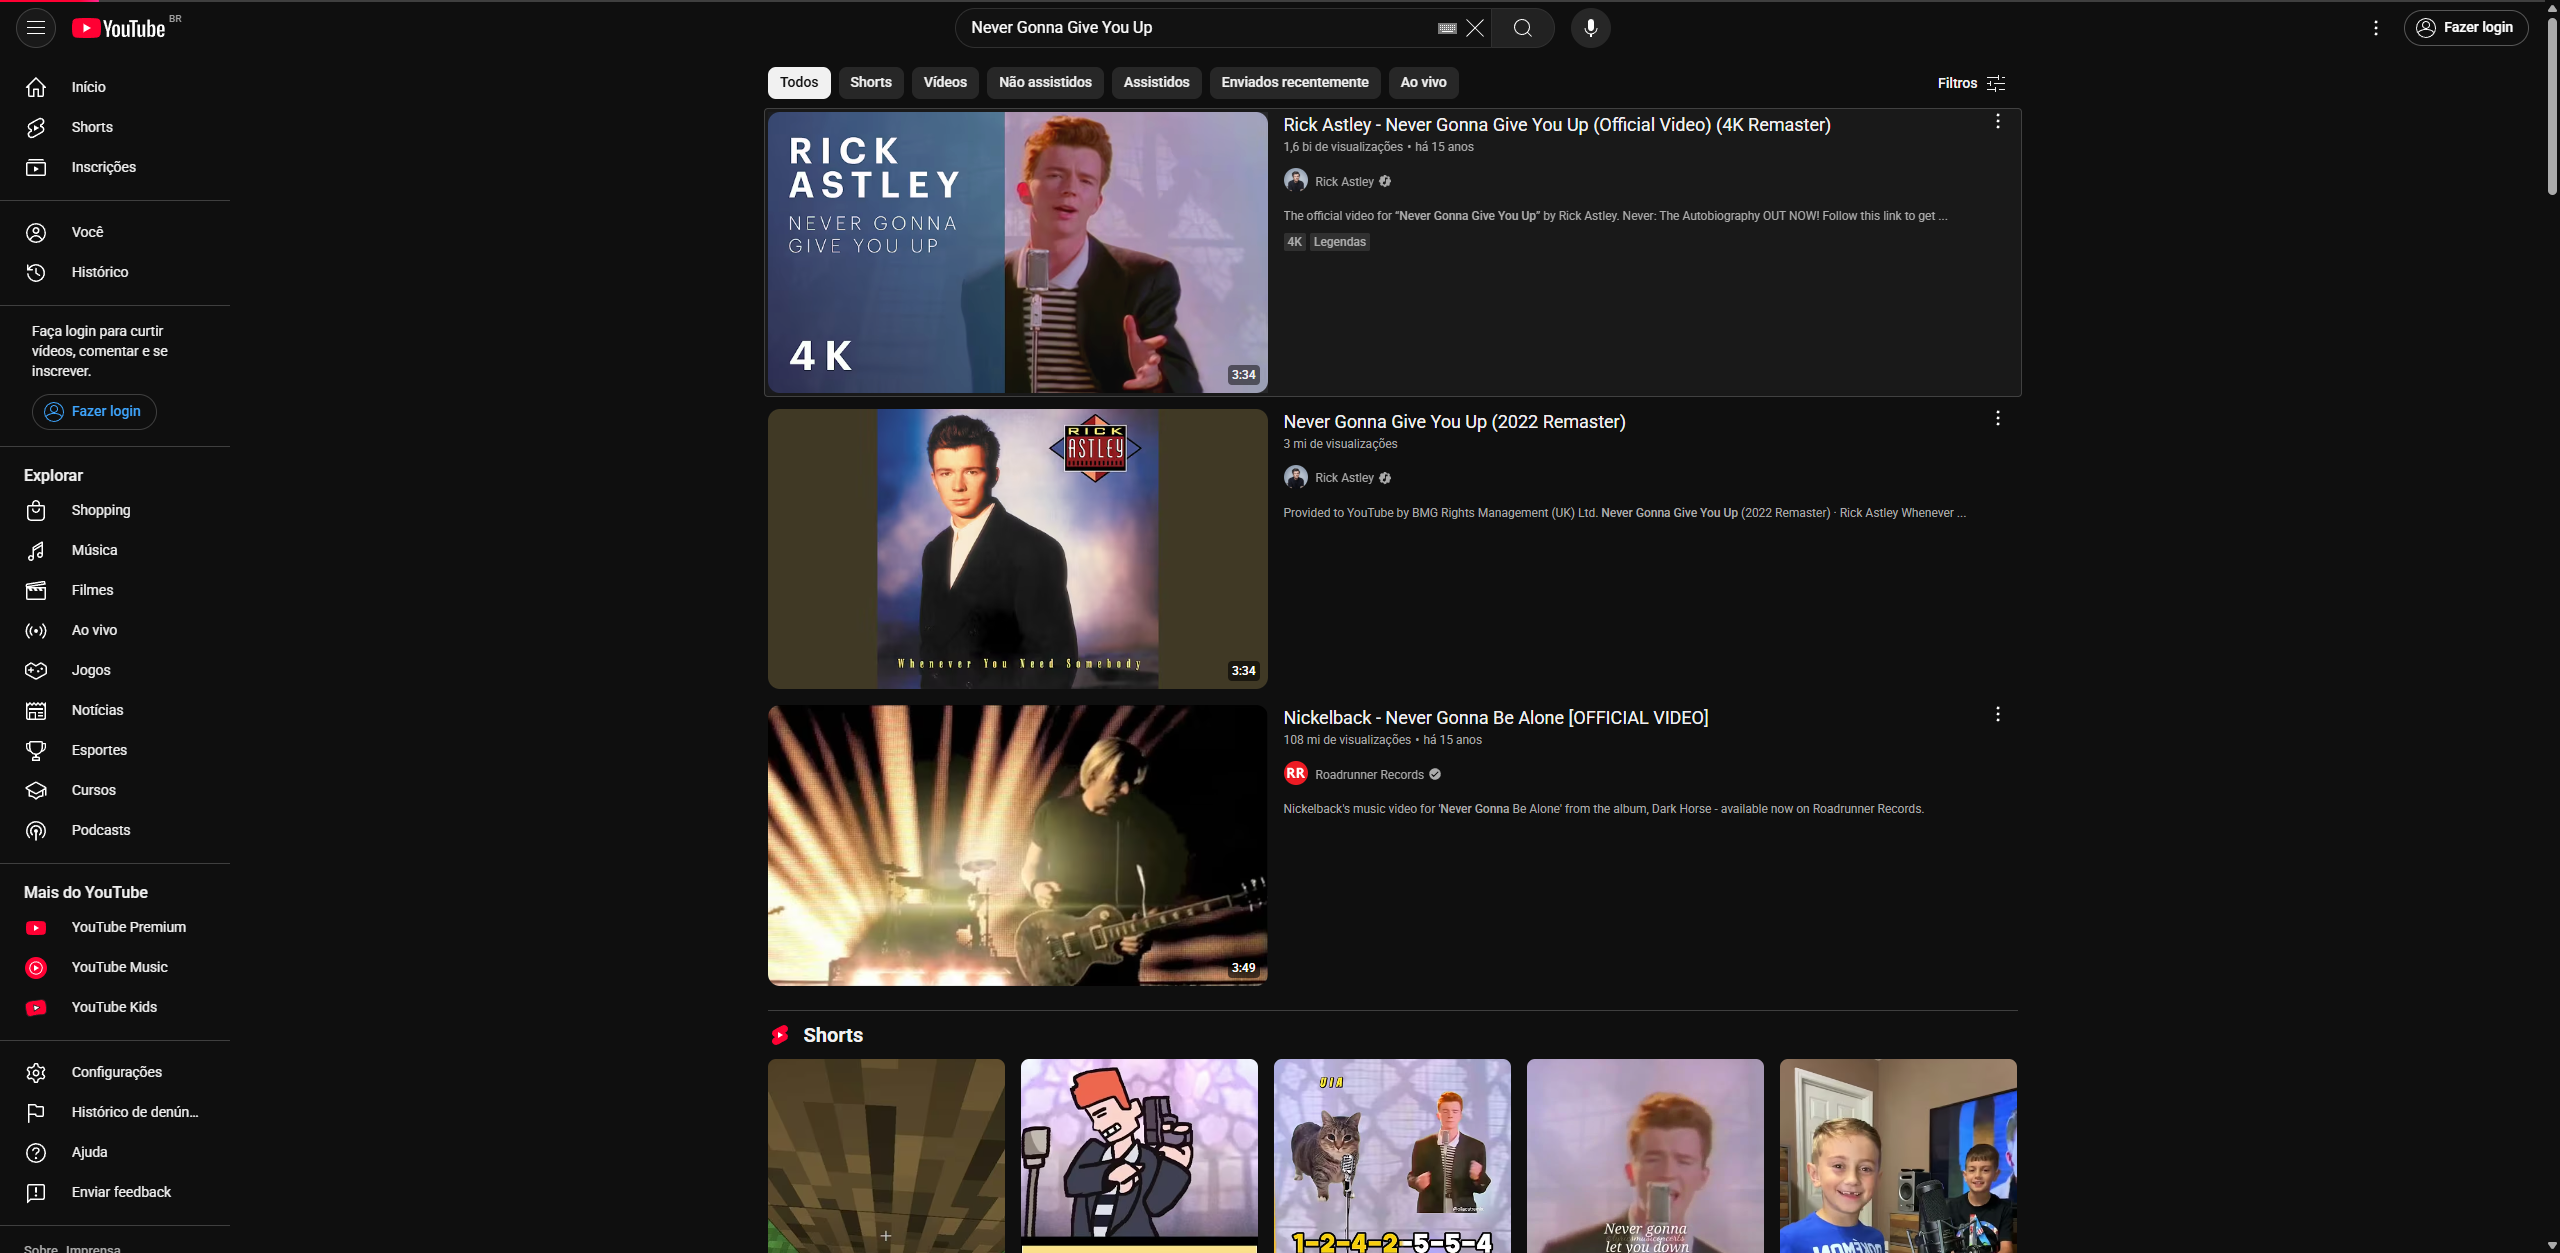 YouTube BR
Never Gonna Give You Up
Fazer login
Início
Shorts
Inscrições
Você
Histórico
Faça login para curtir
vídeos, comentar e se
inscrever.
Fazer login
Explorar
Shopping
Música
Filmes
Ao vivo
Jogos
Notícias
Esportes
Cursos
Podcasts
Mais do YouTube
YouTube Premium
YouTube Music
YouTube Kids
Configurações
Histórico de denún...
Ajuda
Enviar feedback
Sobre Imprensa
Todos Shorts Vídeos Não assistidos Assistidos Enviados recentemente Ao vivo Filtros
RICK
ASTLEY
NEVER GONNA
GIVE YOU UP
4K
3:34
Rick Astley - Never Gonna Give You Up (Official Video) (4K Remaster)
1,6 bi de visualizações • há 15 anos
Rick Astley
The official video for “Never Gonna Give You Up” by Rick Astley. Never: The Autobiography OUT NOW! Follow this link to get ...
4K Legendas
RICK
ASTLEY
Whenever You Need Somebody
3:34
Never Gonna Give You Up (2022 Remaster)
3 mi de visualizações
Rick Astley
Provided to YouTube by BMG Rights Management (UK) Ltd. Never Gonna Give You Up (2022 Remaster) · Rick Astley Whenever ...
3:49
Nickelback - Never Gonna Be Alone [OFFICIAL VIDEO]
108 mi de visualizações • há 15 anos
RR Roadrunner Records
Nickelback's music video for 'Never Gonna Be Alone' from the album, Dark Horse - available now on Roadrunner Records.
Shorts
UIA
1-2-4-2-5-5-4
Never gonna
let you down